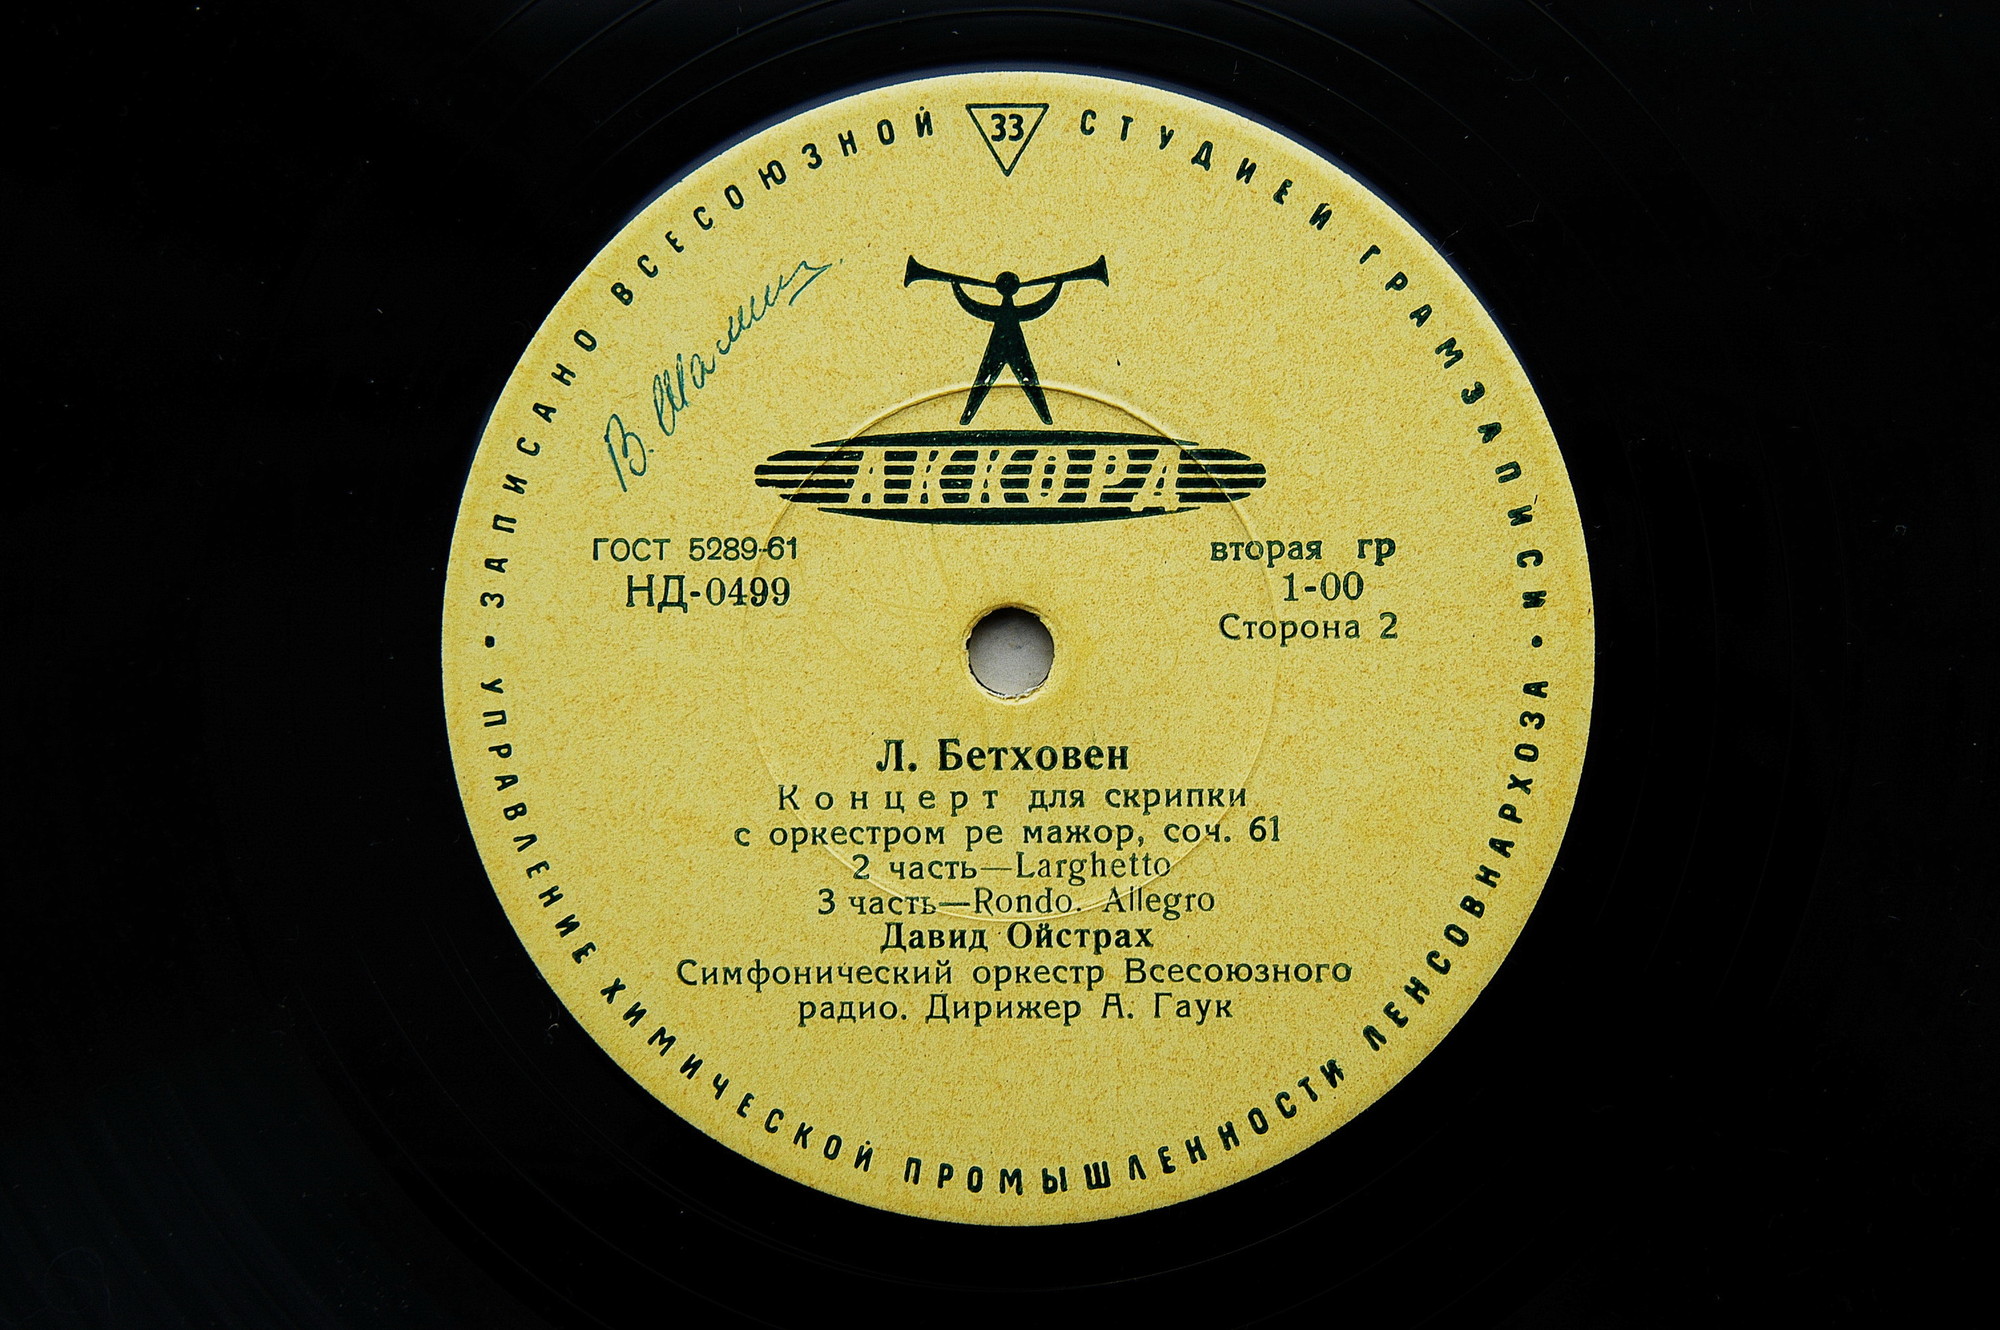 ЗАПИСАНО ВСЕСОЮЗНОЙ 33 СТУДИЕЙ ГРАМЗАПИСИ •
УПРАВЛЕНИЕ ХИМИЧЕСКОЙ ПРОМЫШЛЕННОСТИ ЛЕНСОВНАРХОЗА •
АККОРД
ГОСТ 5289-61
НД-0499
вторая гр
1-00
Сторона 2
Л. Бетховен
Концерт для скрипки
с оркестром ре мажор, соч. 61
2 часть—Larghetto
3 часть—Rondo. Allegro
Давид Ойстрах
Симфонический оркестр Всесоюзного
радио. Дирижер А. Гаук